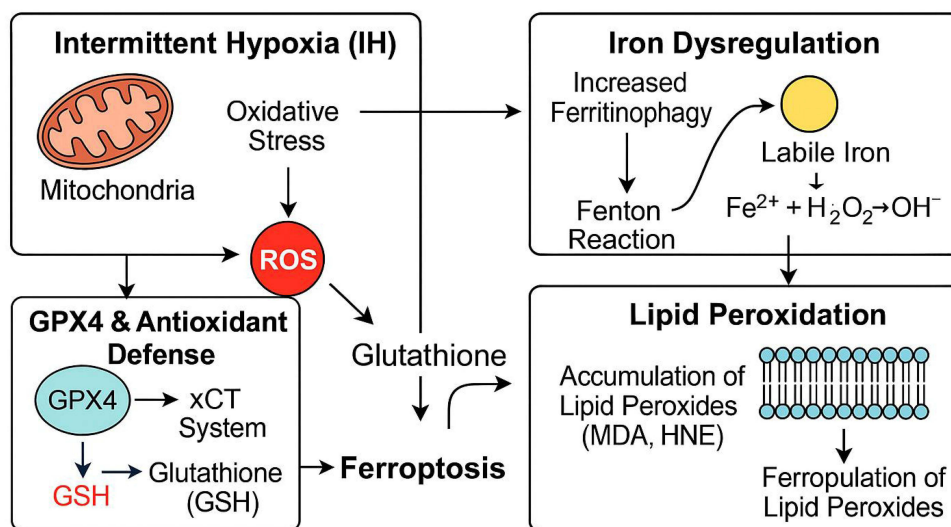 Intermittent Hypoxia (IH)
Mitochondria
Oxidative
Stress
ROS
GPX4 & Antioxidant
Defense
GPX4
xCT
System
GSH
Glutathione
(GSH)
Glutathione
Ferroptosis
Iron Dysregulaıtion
Increased
Ferritinophagy
Fenton
Reaction
Labile Iron
Fe²⁺ + H₂O₂→OH⁻
Lipid Peroxidation
Accumulation of
Lipid Peroxides
(MDA, HNE)
Ferropulation of
Lipid Peroxides